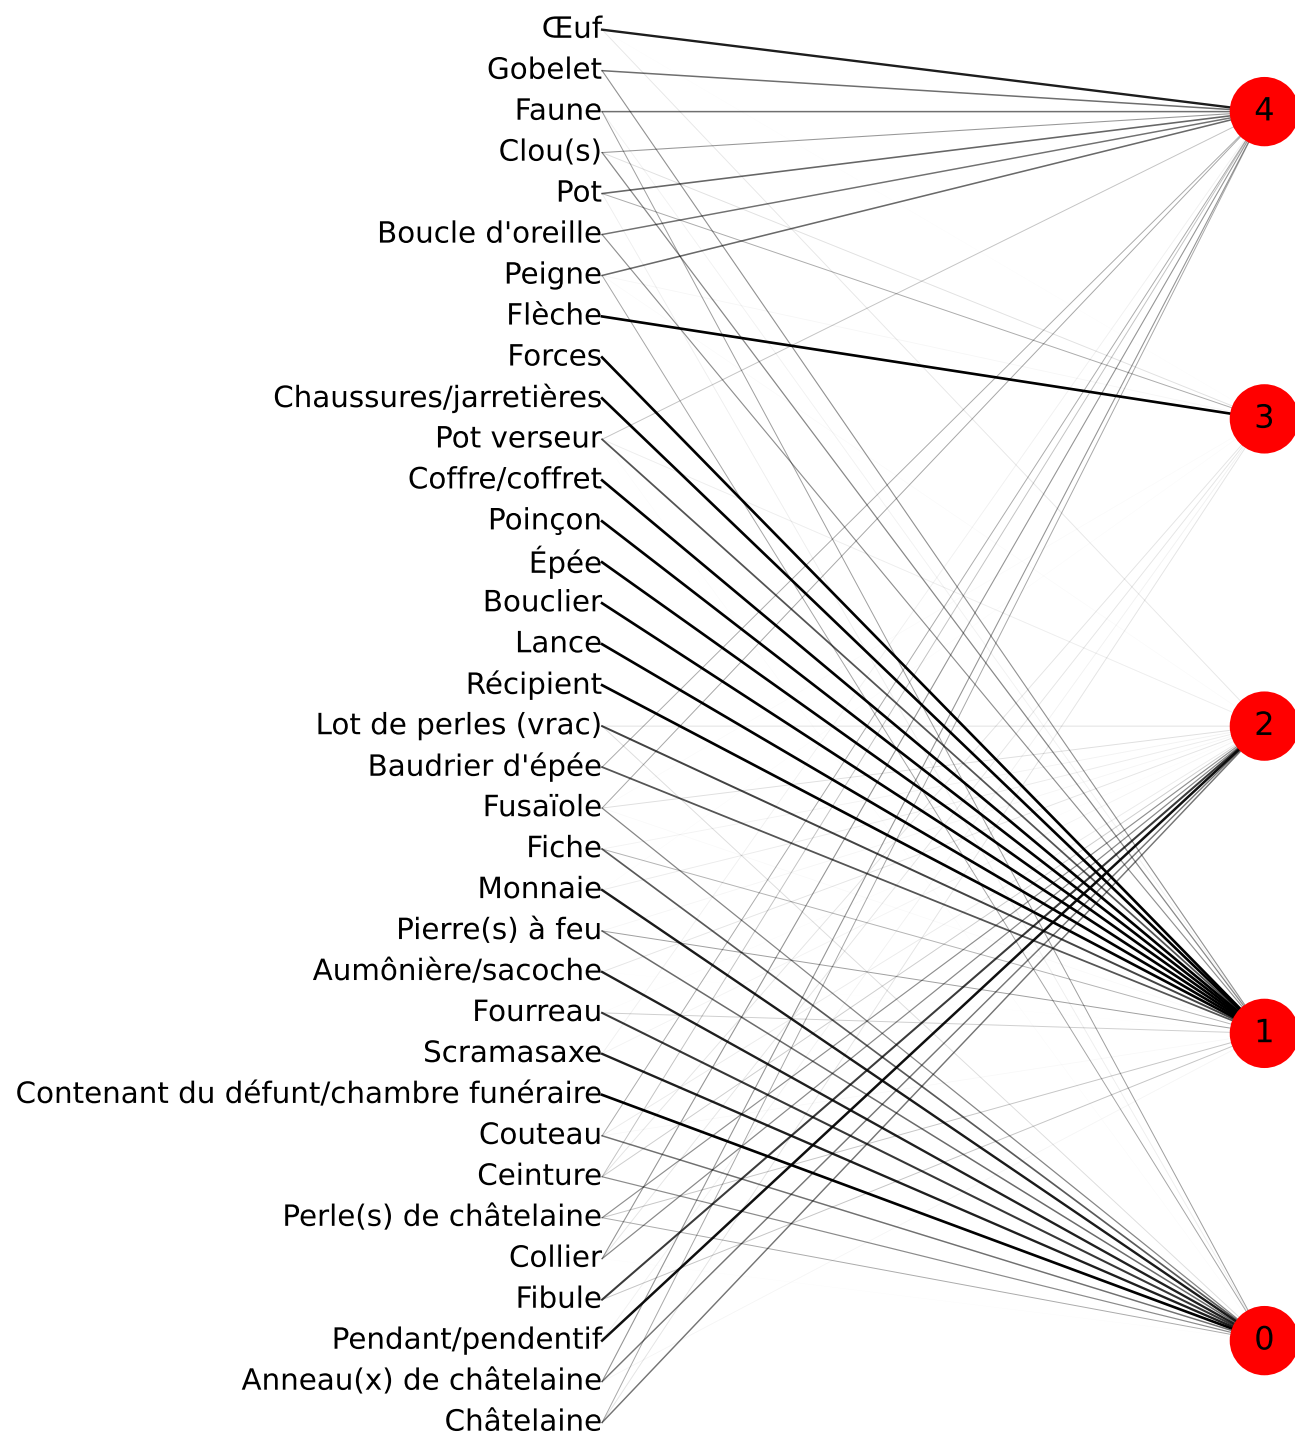 Œuf
Gobelet
Faune
Clou(s)
Pot
Boucle d'oreille
Peigne
Flèche
Forces
Chaussures/jarretières
Pot verseur
Coffre/coffret
Poinçon
Épée
Bouclier
Lance
Récipient
Lot de perles (vrac)
Baudrier d'épée
Fusaïole
Fiche
Monnaie
Pierre(s) à feu
Aumônière/sacoche
Fourreau
Scramasaxe
Contenant du défunt/chambre funéraire
Couteau
Ceinture
Perle(s) de châtelaine
Collier
Fibule
Pendant/pendentif
Anneau(x) de châtelaine
Châtelaine
4
3
2
1
0